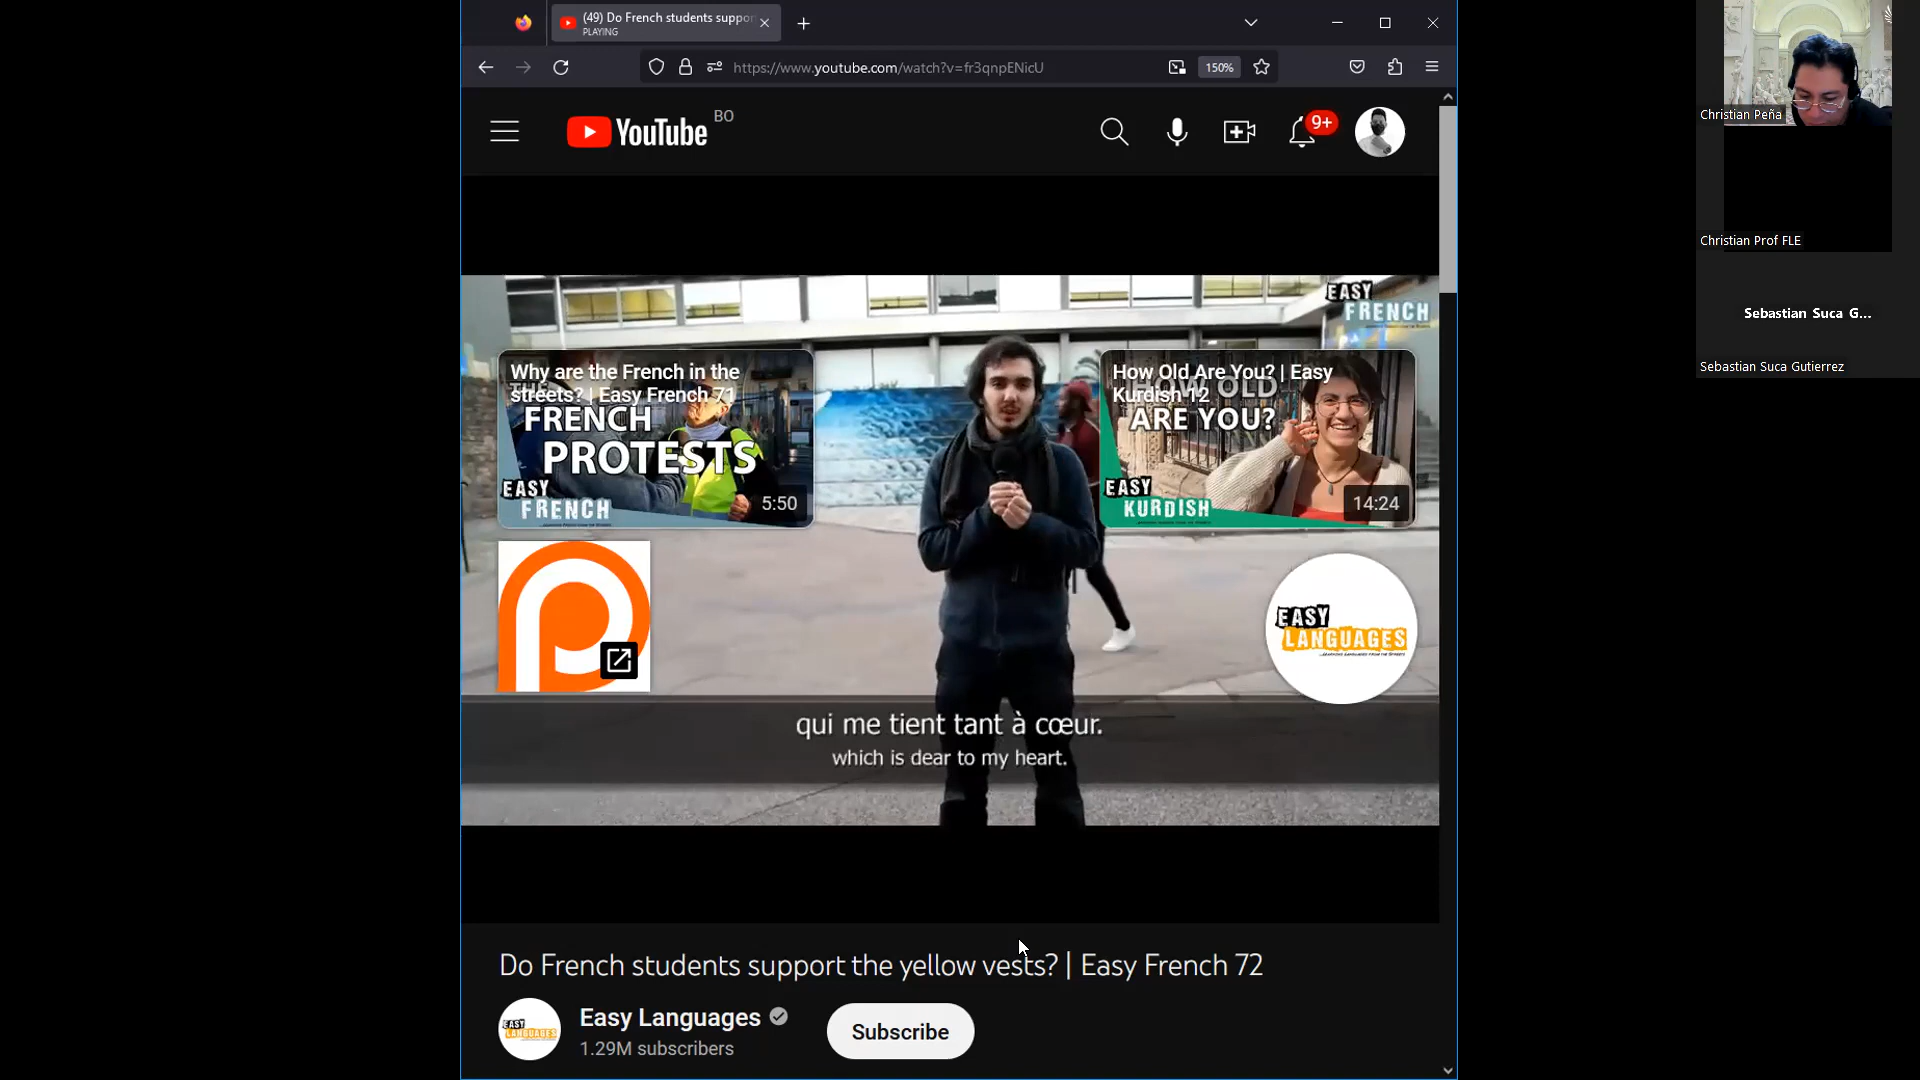 (49) Do French students suppor
PLAYING
https://www.youtube.com/watch?v=fr3qnpENicU
150%
YouTube
BO
9+
EASY
FRENCH
Why are the French in the
streets? | Easy French 71
FRENCH
PROTESTS
EASY
FRENCH
5:50
How Old Are You? | Easy
Kurdish 12
HOW OLD
ARE YOU?
EASY
KURDISH
14:24
EASY
LANGUAGES
qui me tient tant à cœur.
which is dear to my heart.
Do French students support the yellow vests? | Easy French 72
EASY
LANGUAGES
Easy Languages
1.29M subscribers
Subscribe
Christian Peña
Christian Prof FLE
Sebastian Suca G...
Sebastian Suca Gutierrez